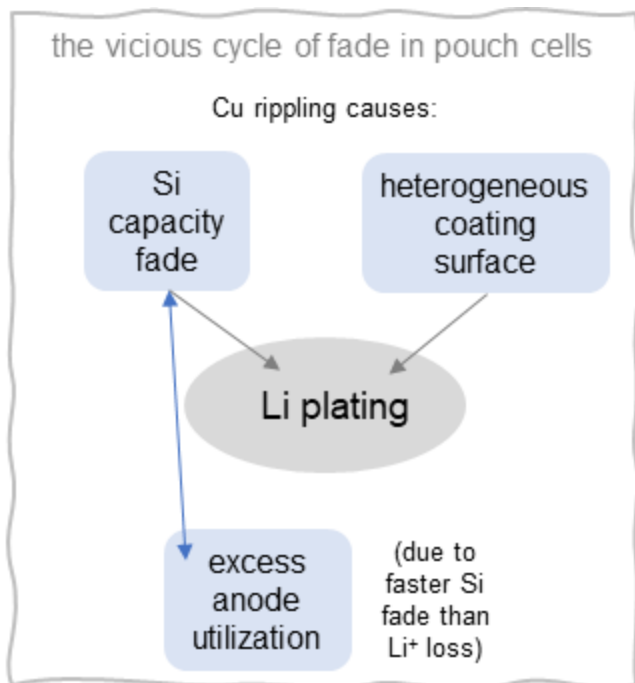 the vicious cycle of fade in pouch cells
Cu rippling causes:
Si
capacity
fade
heterogeneous
coating
surface
Li plating
excess
anode
utilization
(due to
faster Si
fade than
Li⁺ loss)